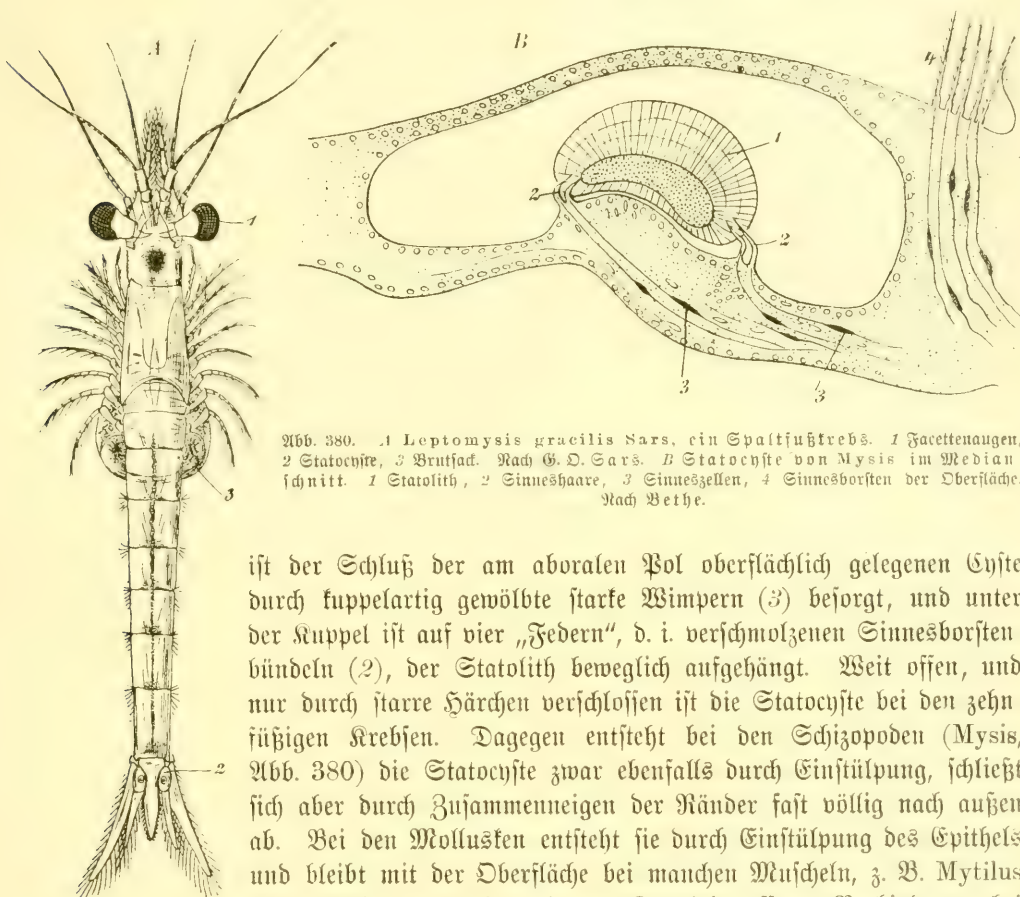 A
B
4
1
1
2
2
3
3
3
2
Abb. 380. A Leptomysis gracilis Sars, ein Spaltfußkrebs. 1 Facettenaugen,
2 Statocyste, 3 Brutsack. Nach G. O. Sars. B Statocyste von Mysis im Median
schnitt. 1 Statolith, 2 Sinneshaare, 3 Sinneszellen, 4 Sinnesborsten der Oberfläche.
Nach Bethe.
ist der Schluß der am aboralen Pol oberflächlich gelegenen Cyste
durch kuppelartig gewölbte starke Wimpern (3) besorgt, und unter
der Kuppel ist auf vier „Federn“, d. i. verschmolzenen Sinnesborsten
bündeln (2), der Statolith beweglich aufgehängt. Weit offen, und
nur durch starre Härchen verschlossen ist die Statocyste bei den zehn
füßigen Krebsen. Dagegen entsteht bei den Schizopoden (Mysis,
Abb. 380) die Statocyste zwar ebenfalls durch Einstülpung, schließt
sich aber durch Zusammenneigen der Ränder fast völlig nach außen
ab. Bei den Mollusken entsteht sie durch Einstülpung des Epithels
und bleibt mit der Oberfläche bei manchen Muscheln, z. B. Mytilus